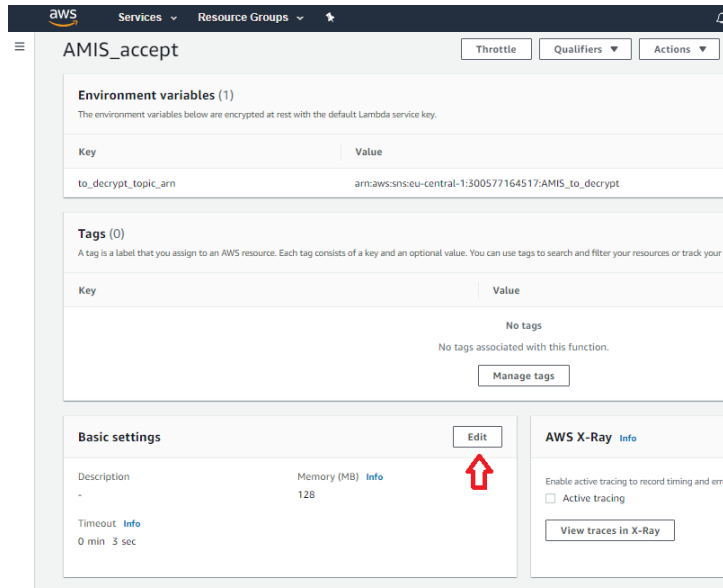 aws Services Resource Groups
AMIS_accept Throttle Qualifiers Actions
Environment variables (1)
The environment variables below are encrypted at rest with the default Lambda service key.
Key Value
to_decrypt_topic_arn arn:aws:sns:eu-central-1:300577164517:AMIS_to_decrypt
Tags (0)
A tag is a label that you assign to an AWS resource. Each tag consists of a key and an optional value. You can use tags to search and filter your resources or track your
Key Value
No tags
No tags associated with this function.
Manage tags
Basic settings Edit
Description Memory (MB) Info
- 128
Timeout Info
0 min 3 sec
AWS X-Ray Info
Enable active tracing to record timing and
Active tracing
View traces in X-Ray